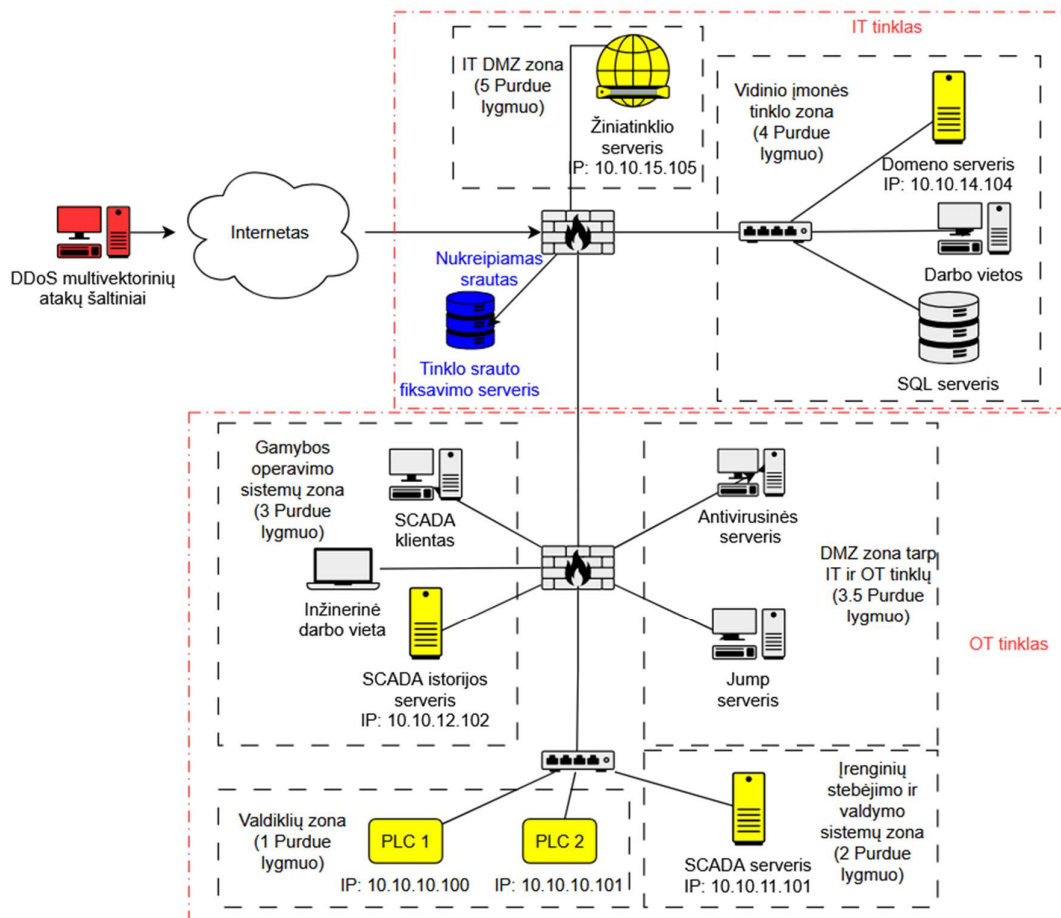 IT tinklas
IT DMZ zona
(5 Purdue
lygmuo)
Žiniatinklio
serveris
IP: 10.10.15.105
Vidinio įmonės
tinklo zona
(4 Purdue
lygmuo)
Domeno serveris
IP: 10.10.14.104
Darbo vietos
SQL serveris
DDoS multivektorinių
atakų šaltiniai
Internetas
Nukreipiamas
srautas
Tinklo srauto
fiksavimo serveris
Gamybos
operavimo
sistemų zona
(3 Purdue
lygmuo)
SCADA
klientas
Inžinerinė
darbo vieta
SCADA istorijos
serveris
IP: 10.10.12.102
Antivirusinės
serveris
DMZ zona tarp
IT ir OT tinklų
(3.5 Purdue
lygmuo)
Jump
serveris
OT tinklas
Valdiklių zona
(1 Purdue
lygmuo)
PLC 1
IP: 10.10.10.100
PLC 2
IP: 10.10.10.101
Įrenginių
stebėjimo ir
valdymo
sistemų zona
(2 Purdue
lygmuo)
SCADA serveris
IP: 10.10.11.101